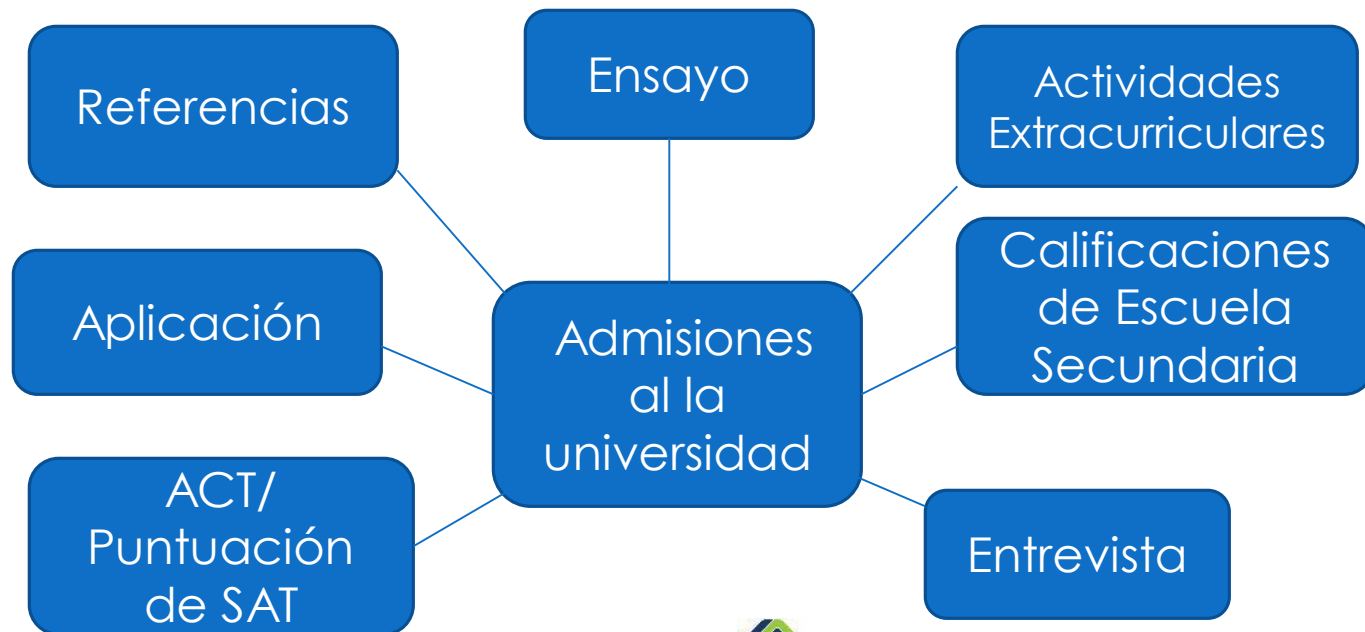 Referencias
Ensayo
Actividades
Extracurriculares
Aplicación
Admisiones
al la
universidad
Calificaciones
de Escuela
Secundaria
ACT/
Puntuación
de SAT
Entrevista